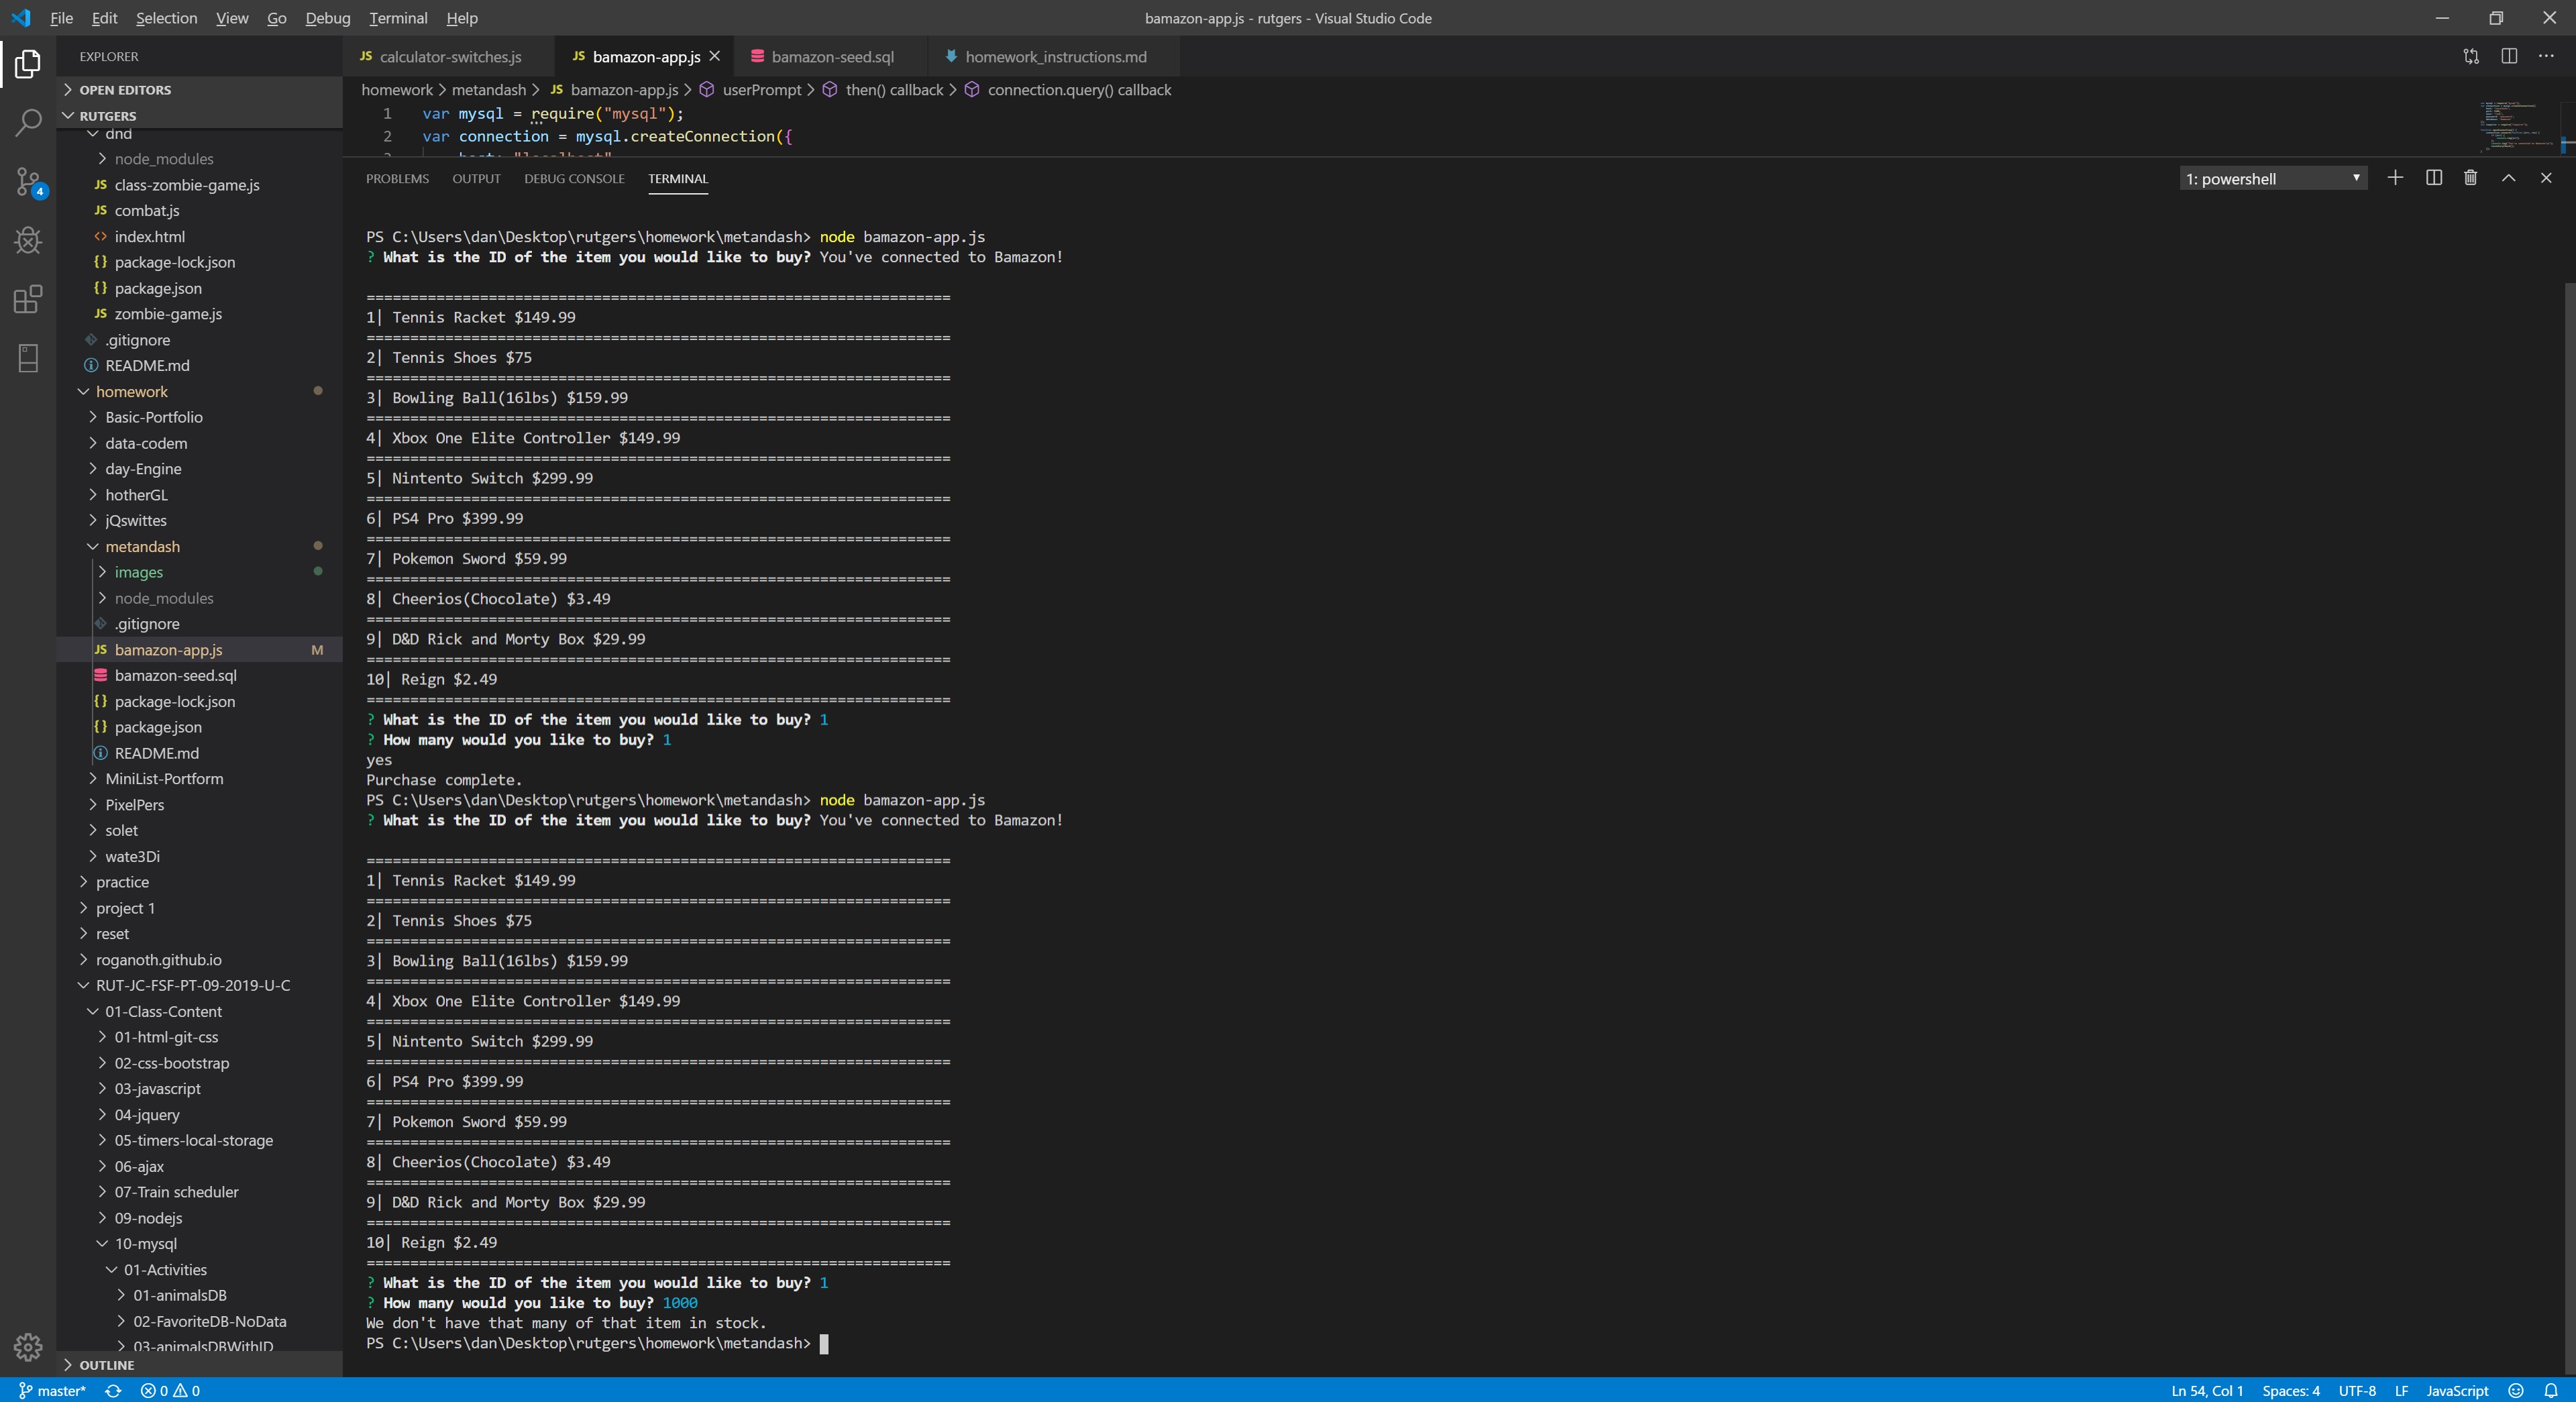 File Edit Selection View Go Debug Terminal Help
bamazon-app.js - rutgers - Visual Studio Code
EXPLORER
OPEN EDITORS
RUTGERS
dnd
node_modules
JS class-zombie-game.js
JS combat.js
<> index.html
{} package-lock.json
{} package.json
JS zombie-game.js
.gitignore
README.md
homework
Basic-Portfolio
data-codem
day-Engine
hotherGL
jQswittes
metandash
images
node_modules
.gitignore
JS bamazon-app.js M
bamazon-seed.sql
{} package-lock.json
{} package.json
README.md
MiniList-Portform
PixelPers
solet
wate3Di
practice
project 1
reset
roganoth.github.io
RUT-JC-FSF-PT-09-2019-U-C
01-Class-Content
01-html-git-css
02-css-bootstrap
03-javascript
04-jquery
05-timers-local-storage
06-ajax
07-Train scheduler
09-nodejs
10-mysql
01-Activities
01-animalsDB
02-FavoriteDB-NoData
03-animalsDBWithID
OUTLINE
4
JS calculator-switches.js JS bamazon-app.js bamazon-seed.sql homework_instructions.md
homework > metandash > JS bamazon-app.js > userPrompt > then() callback > connection.query() callback
1 var mysql = require("mysql");
2 var connection = mysql.createConnection({
3 host: "localhost"
PROBLEMS OUTPUT DEBUG CONSOLE TERMINAL
1: powershell
PS C:\Users\dan\Desktop\rutgers\homework\metandash> node bamazon-app.js
? What is the ID of the item you would like to buy? You've connected to Bamazon!
===================================================================
1| Tennis Racket $149.99
===================================================================
2| Tennis Shoes $75
===================================================================
3| Bowling Ball(16lbs) $159.99
===================================================================
4| Xbox One Elite Controller $149.99
===================================================================
5| Nintento Switch $299.99
===================================================================
6| PS4 Pro $399.99
===================================================================
7| Pokemon Sword $59.99
===================================================================
8| Cheerios(Chocolate) $3.49
===================================================================
9| D&D Rick and Morty Box $29.99
===================================================================
10| Reign $2.49
===================================================================
? What is the ID of the item you would like to buy? 1
? How many would you like to buy? 1
yes
Purchase complete.
PS C:\Users\dan\Desktop\rutgers\homework\metandash> node bamazon-app.js
? What is the ID of the item you would like to buy? You've connected to Bamazon!
===================================================================
1| Tennis Racket $149.99
===================================================================
2| Tennis Shoes $75
===================================================================
3| Bowling Ball(16lbs) $159.99
===================================================================
4| Xbox One Elite Controller $149.99
===================================================================
5| Nintento Switch $299.99
===================================================================
6| PS4 Pro $399.99
===================================================================
7| Pokemon Sword $59.99
===================================================================
8| Cheerios(Chocolate) $3.49
===================================================================
9| D&D Rick and Morty Box $29.99
===================================================================
10| Reign $2.49
===================================================================
? What is the ID of the item you would like to buy? 1
? How many would you like to buy? 1000
We don't have that many of that item in stock.
PS C:\Users\dan\Desktop\rutgers\homework\metandash>
master* 0 0
Ln 54, Col 1 Spaces: 4 UTF-8 LF JavaScript